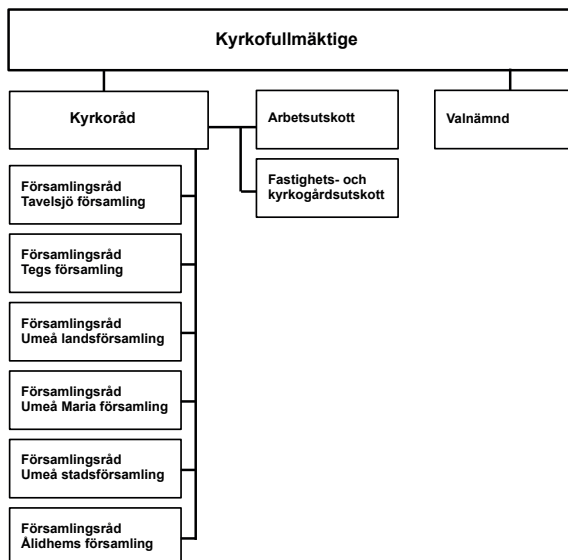 Kyrkofullmäktige
Kyrkoråd
Arbetsutskott
Valnämnd
Fastighets- och
kyrkogårdsutskott
Församlingsråd
Tavelsjö församling
Församlingsråd
Tegs församling
Församlingsråd
Umeå landsförsamling
Församlingsråd
Umeå Maria församling
Församlingsråd
Umeå stadsförsamling
Församlingsråd
Ålidhems församling